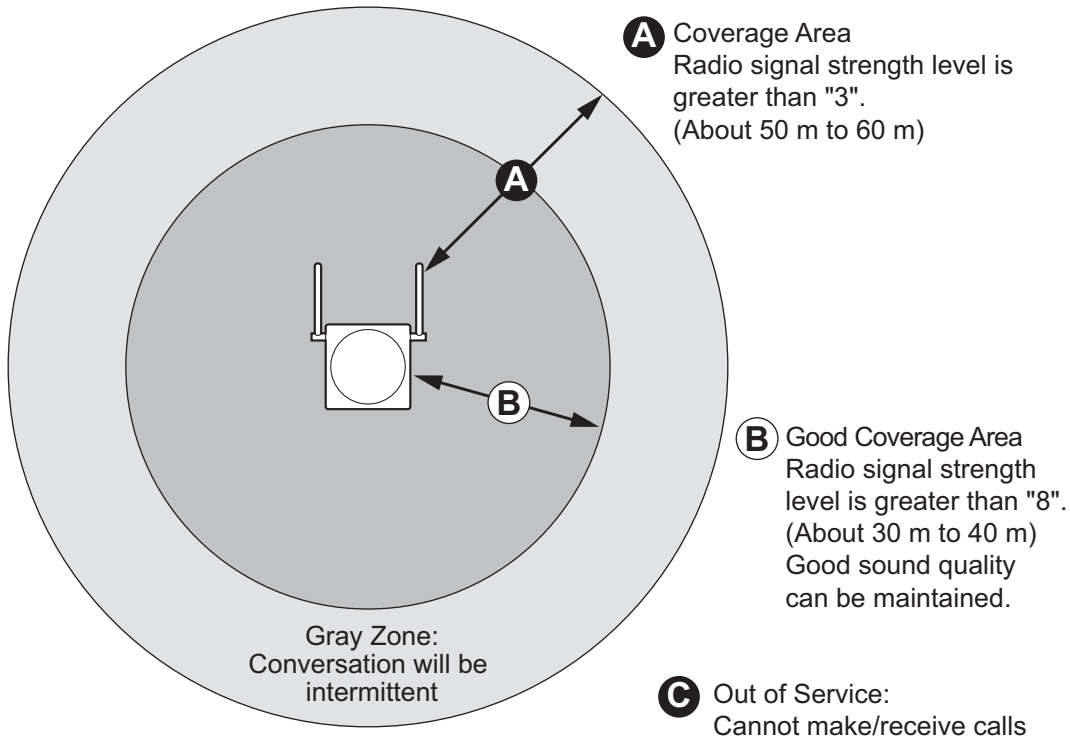 A Coverage Area
Radio signal strength level is
greater than "3".
(About 50 m to 60 m)
A
B
B Good Coverage Area
Radio signal strength
level is greater than "8".
(About 30 m to 40 m)
Good sound quality
can be maintained.
Gray Zone:
Conversation will be
intermittent
C Out of Service:
Cannot make/receive calls